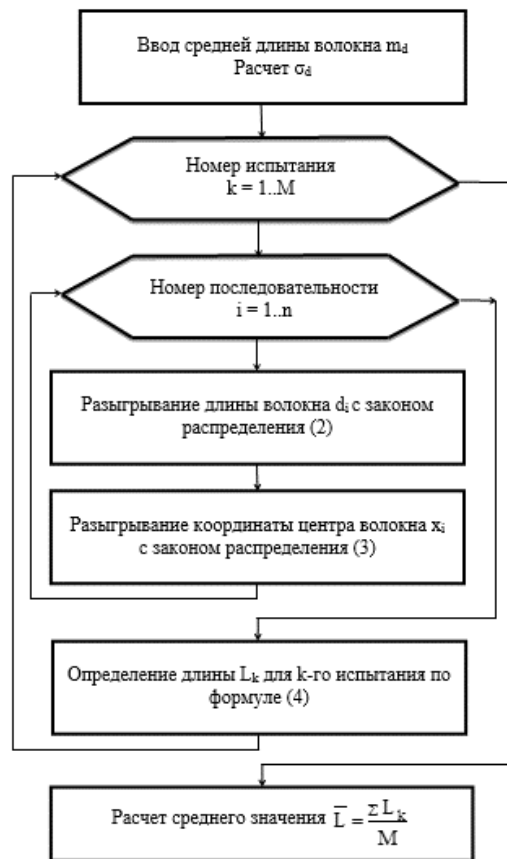 Ввод средней длины волокна m_d
Расчет σ_d
Номер испытания
k = 1..M
Номер последовательности
i = 1..n
Разыгрывание длины волокна d_i с законом
распределения (2)
Разыгрывание координаты центра волокна x_i
с законом распределения (3)
Определение длины L_k для k-го испытания по
формуле (4)
Расчет среднего значения L̅ = ΣL_k / M